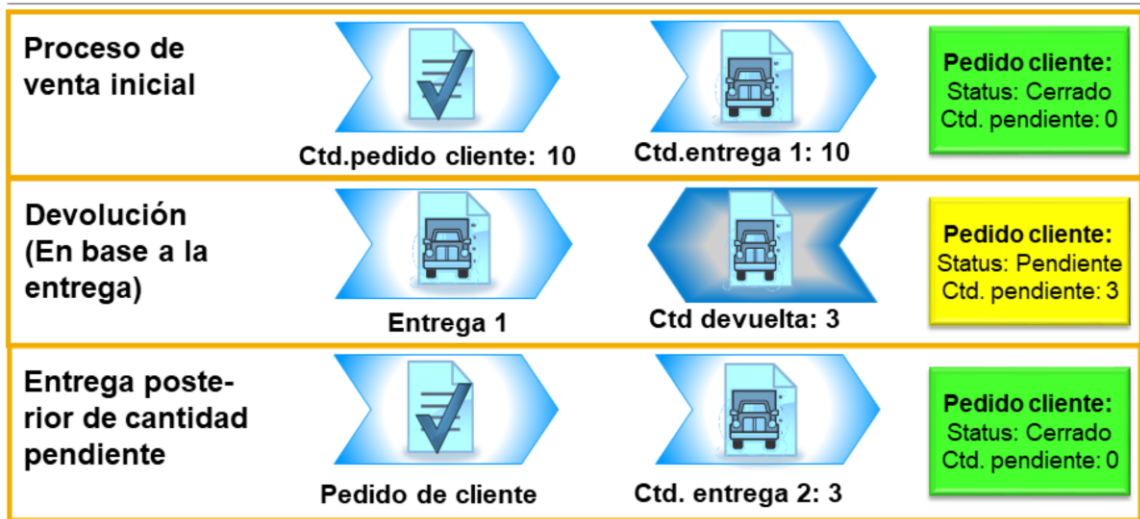 Proceso de
venta inicial
Ctd.pedido cliente: 10
Ctd.entrega 1: 10
Pedido cliente:
Status: Cerrado
Ctd. pendiente: 0
Devolución
(En base a la
entrega)
Entrega 1
Ctd devuelta: 3
Pedido cliente:
Status: Pendiente
Ctd. pendiente: 3
Entrega poste-
rior de cantidad
pendiente
Pedido de cliente
Ctd. entrega 2: 3
Pedido cliente:
Status: Cerrado
Ctd. pendiente: 0